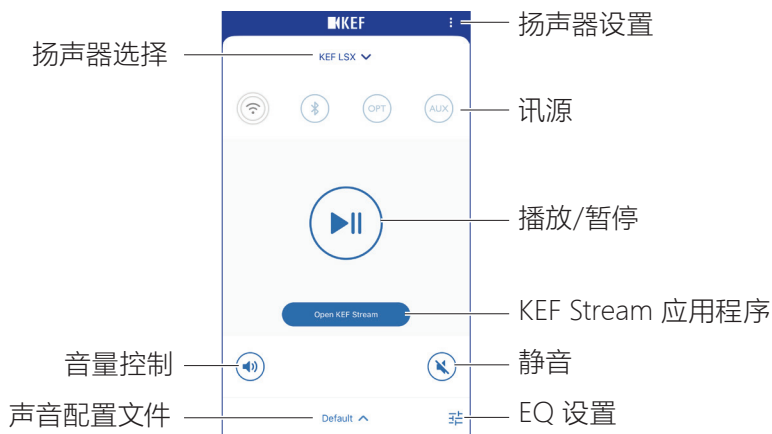 KEF
扬声器设置
扬声器选择
KEF LSX
OPT
AUX
讯源
播放/暂停
Open KEF Stream
KEF Stream 应用程序
音量控制
静音
声音配置文件
Default
EQ 设置